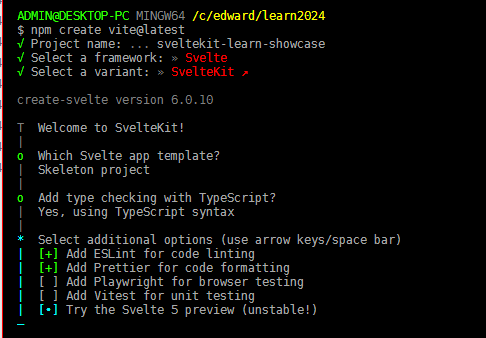 ADMIN@DESKTOP-PC MINGW64 /c/edward/learn2024
$ npm create vite@latest
√ Project name: ... sveltekit-learn-showcase
√ Select a framework: » Svelte
√ Select a variant: » SvelteKit ↗
create-svelte version 6.0.10
T  Welcome to SvelteKit!
|
o  Which Svelte app template?
|  Skeleton project
|
o  Add type checking with TypeScript?
|  Yes, using TypeScript syntax
|
*  Select additional options (use arrow keys/space bar)
|  [+] Add ESLint for code linting
|  [+] Add Prettier for code formatting
|  [ ] Add Playwright for browser testing
|  [ ] Add Vitest for unit testing
|  [•] Try the Svelte 5 preview (unstable!)
—